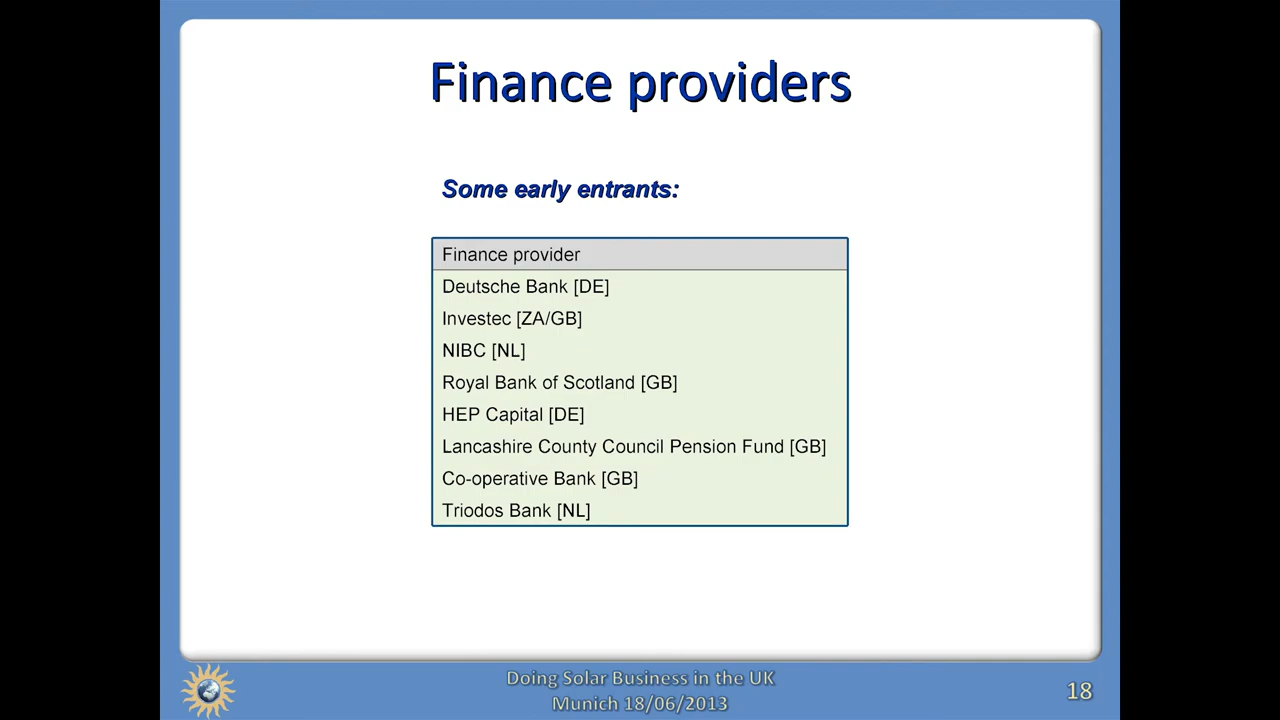 Finance providers
Some early entrants:
Finance provider
Deutsche Bank [DE]
Investec [ZA/GB]
NIBC [NL]
Royal Bank of Scotland [GB]
HEP Capital [DE]
Lancashire County Council Pension Fund [GB]
Co-operative Bank [GB]
Triodos Bank [NL]
Doing Solar Business in the UK
Munich 18/06/2013
18